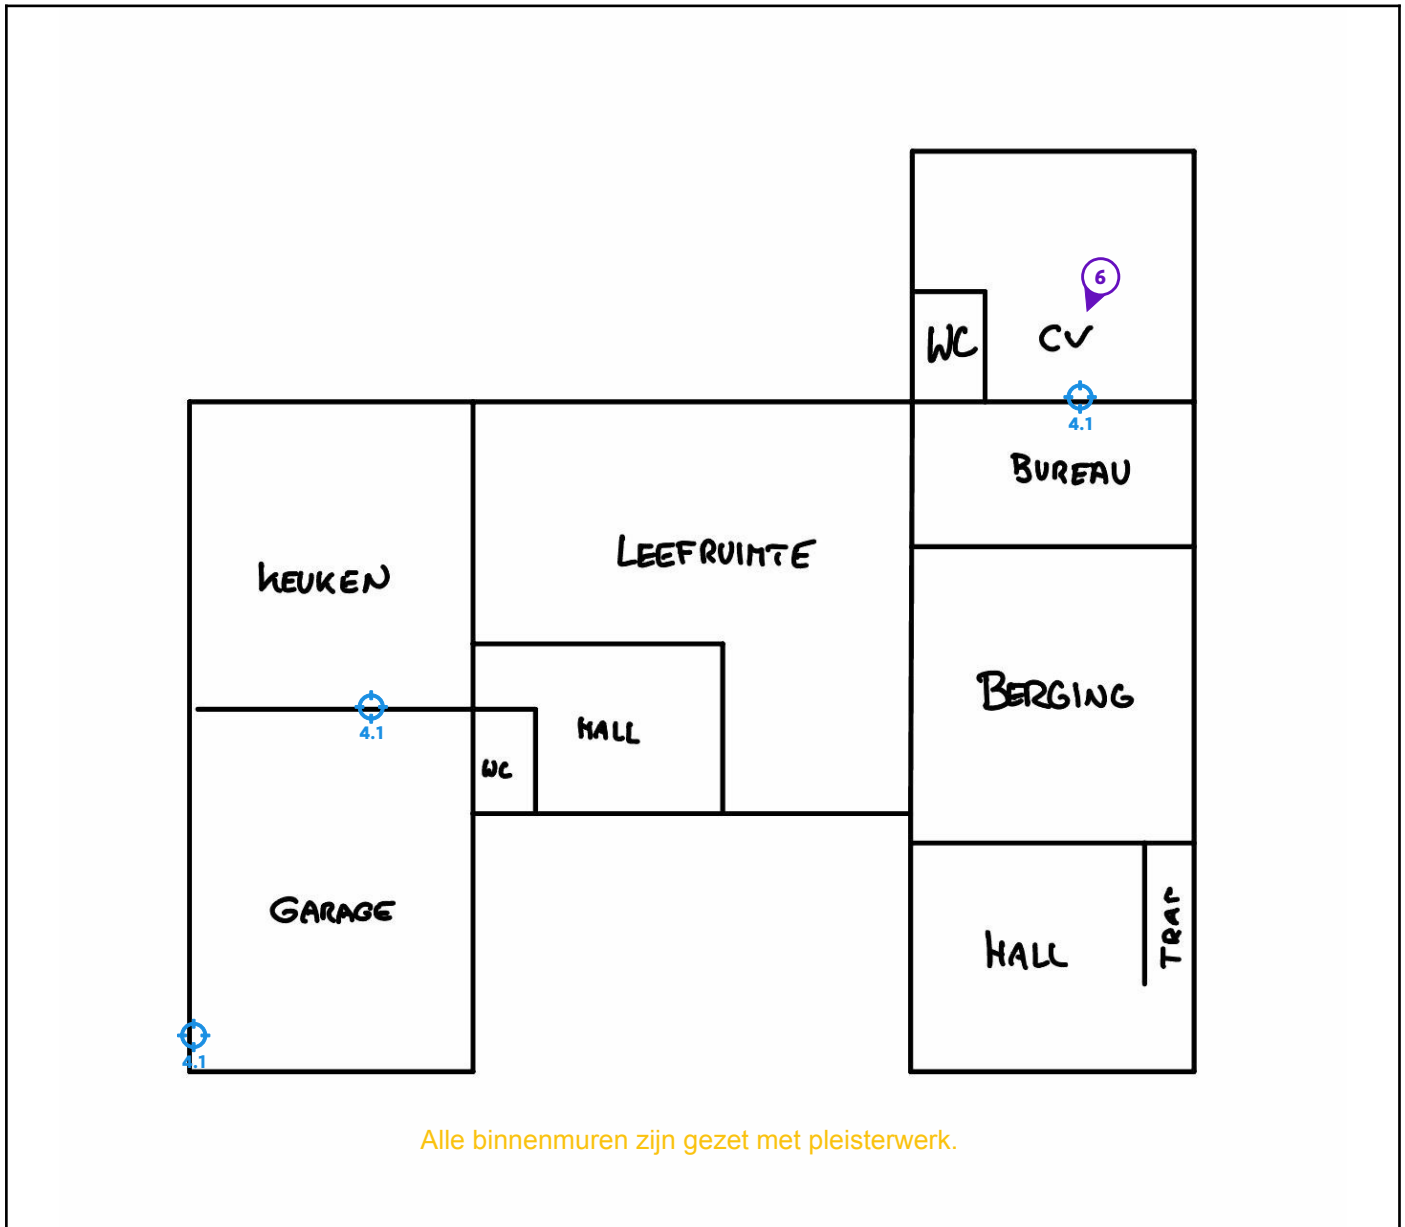 6
WC
CV
4.1
BUREAU
LEEFRUIMTE
KEUKEN
BERGING
4.1
HALL
WC
GARAGE
HALL
TRAP
4.1
Alle binnenmuren zijn gezet met pleisterwerk.